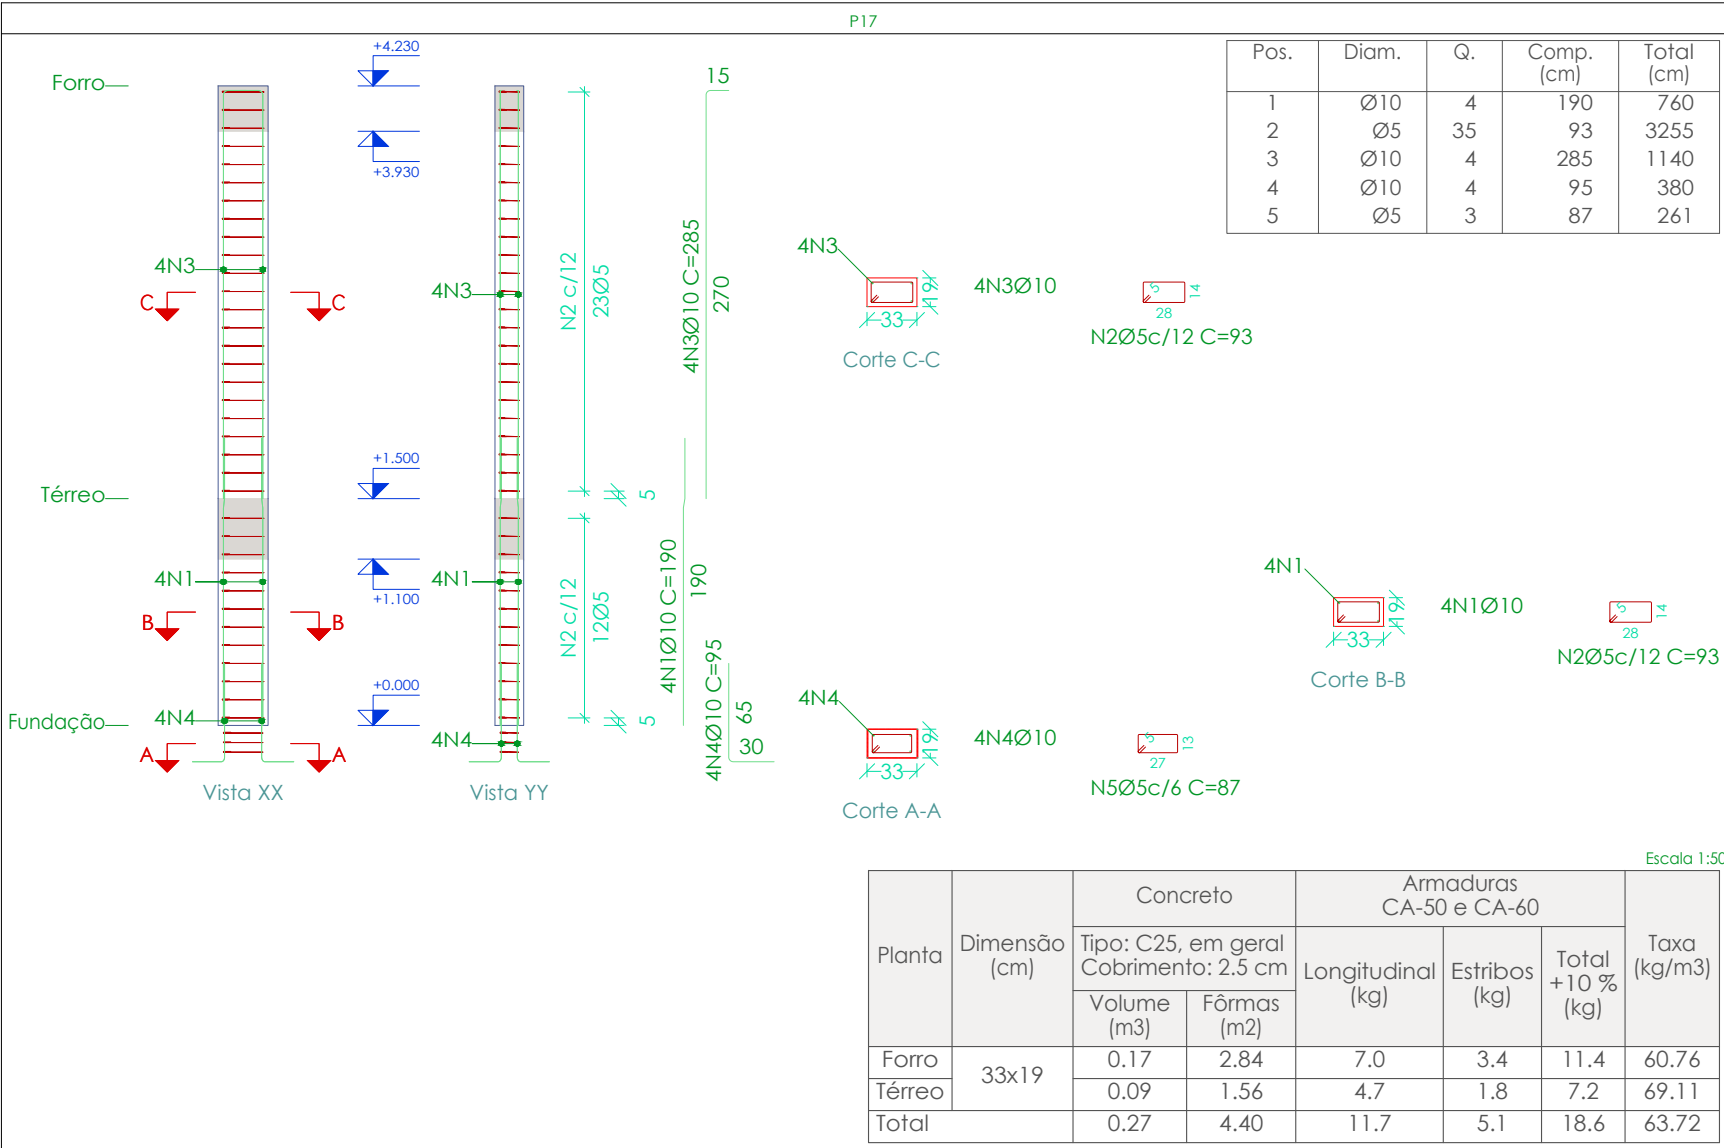 P17
Pos. Diam. Q. Comp. (cm) Total (cm)
1 Ø10 4 190 760
2 Ø5 35 93 3255
3 Ø10 4 285 1140
4 Ø10 4 95 380
5 Ø5 3 87 261
Forro
+4.230
+3.930
4N3
C C
Térreo
+1.500
+1.100
4N1
B B
Fundação
+0.000
4N4
A A
Vista XX
4N3
4N1
4N4
Vista YY
N2 c/12
23Ø5
5
N2 c/12
12Ø5
5
15
4N3Ø10 C=285
270
4N1Ø10 C=190
190
4N4Ø10 C=95
65
30
4N3
19
33
4N3Ø10
Corte C-C
5
14
28
N2Ø5c/12 C=93
4N1
19
33
4N1Ø10
Corte B-B
5
14
28
N2Ø5c/12 C=93
4N4
19
33
4N4Ø10
Corte A-A
5
13
27
N5Ø5c/6 C=87
Escala 1:50
Planta
Dimensão
(cm)
Concreto
Tipo: C25, em geral
Cobrimento: 2.5 cm
Volume
(m3)
Fôrmas
(m2)
Armaduras
CA-50 e CA-60
Longitudinal
(kg)
Estribos
(kg)
Total
+10 %
(kg)
Taxa
(kg/m3)
Forro 33x19 0.17 2.84 7.0 3.4 11.4 60.76
Térreo 0.09 1.56 4.7 1.8 7.2 69.11
Total 0.27 4.40 11.7 5.1 18.6 63.72